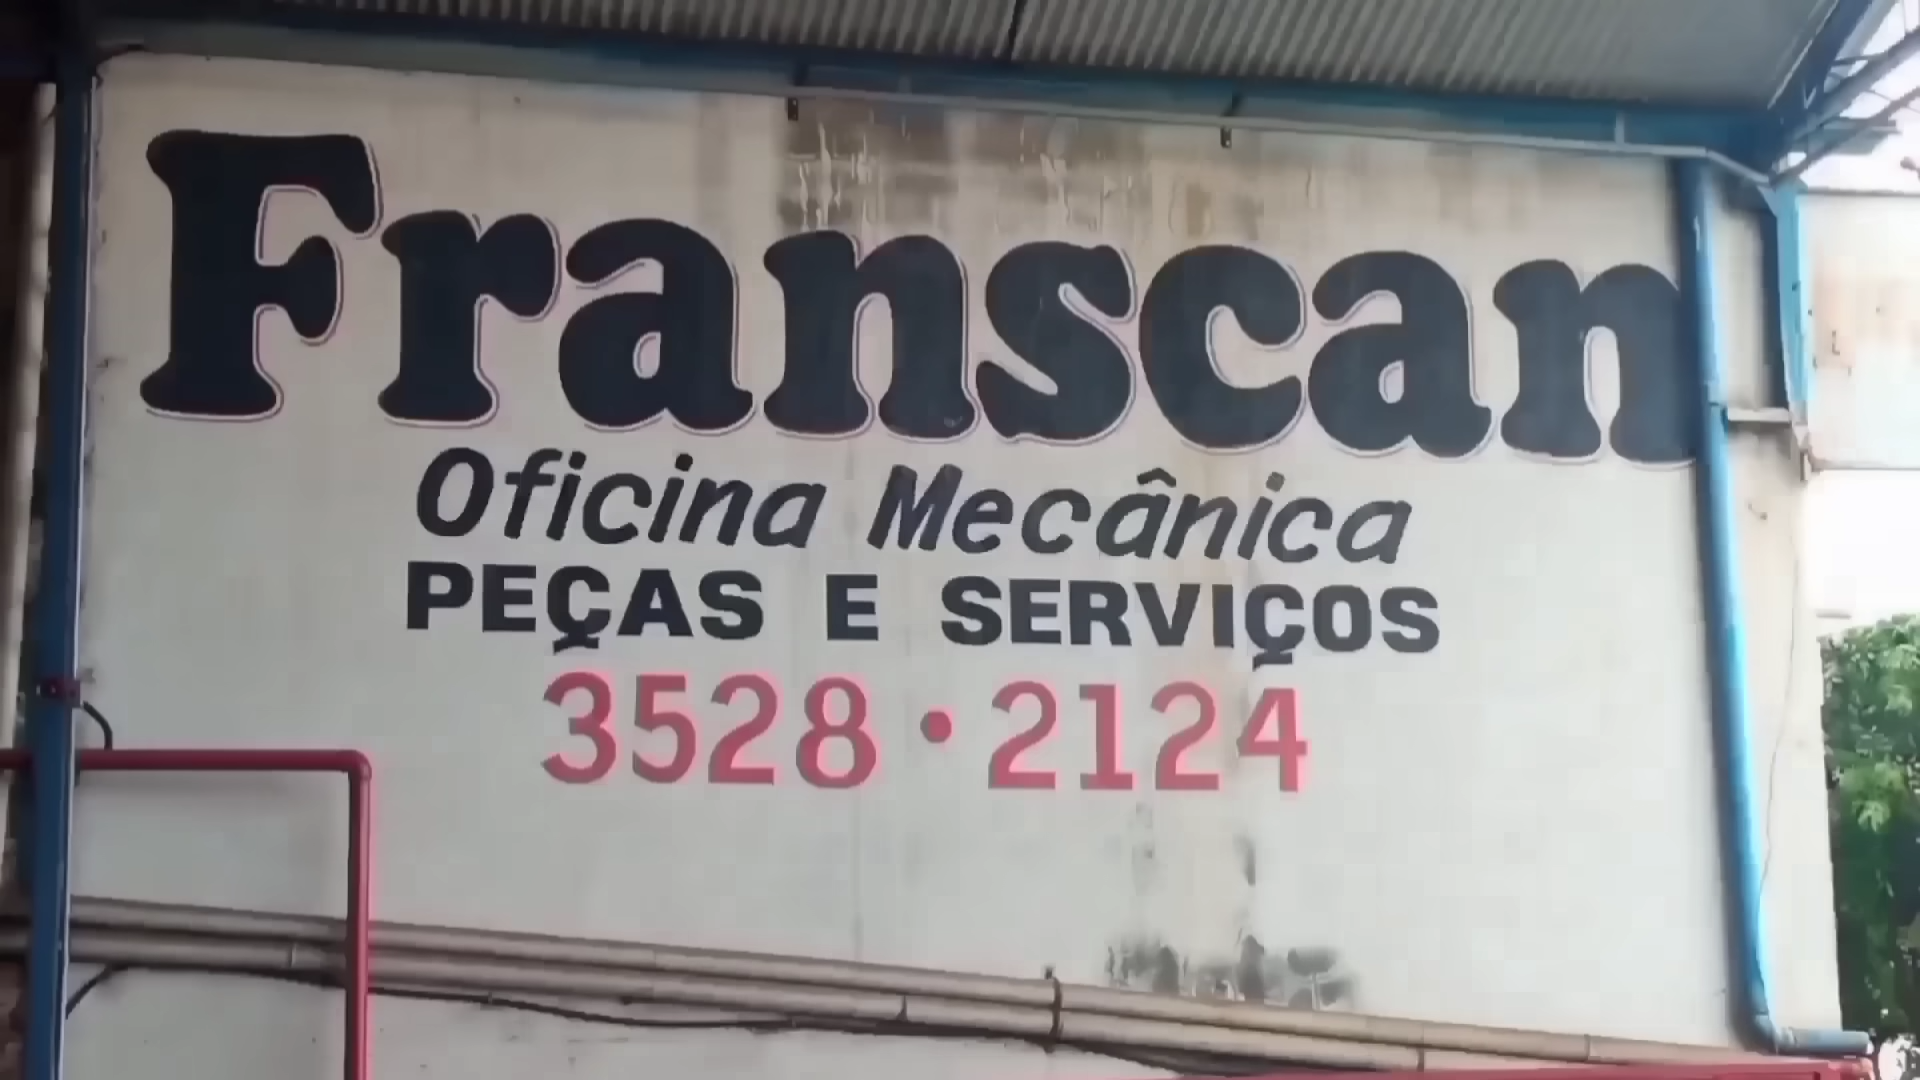 Franscan
Oficina Mecânica
PEÇAS E SERVIÇOS
3528 • 2124